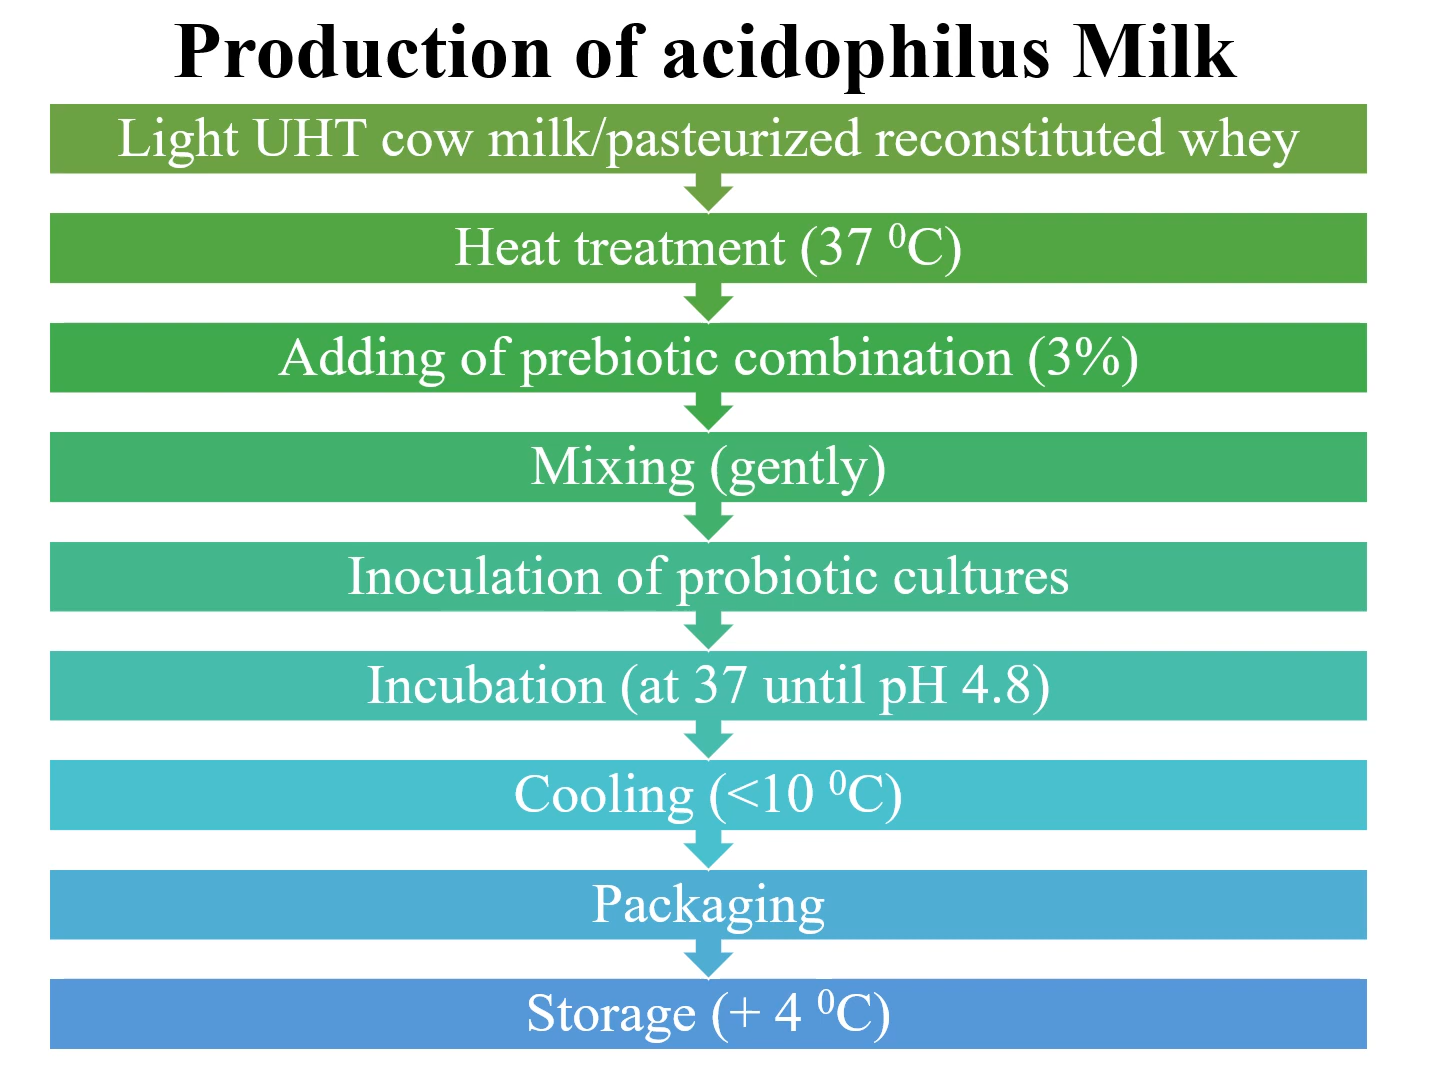 Production of acidophilus Milk
Light UHT cow milk/pasteurized reconstituted whey
Heat treatment (37 ⁰C)
Adding of prebiotic combination (3%)
Mixing (gently)
Inoculation of probiotic cultures
Incubation (at 37 until pH 4.8)
Cooling (<10 ⁰C)
Packaging
Storage (+ 4 ⁰C)